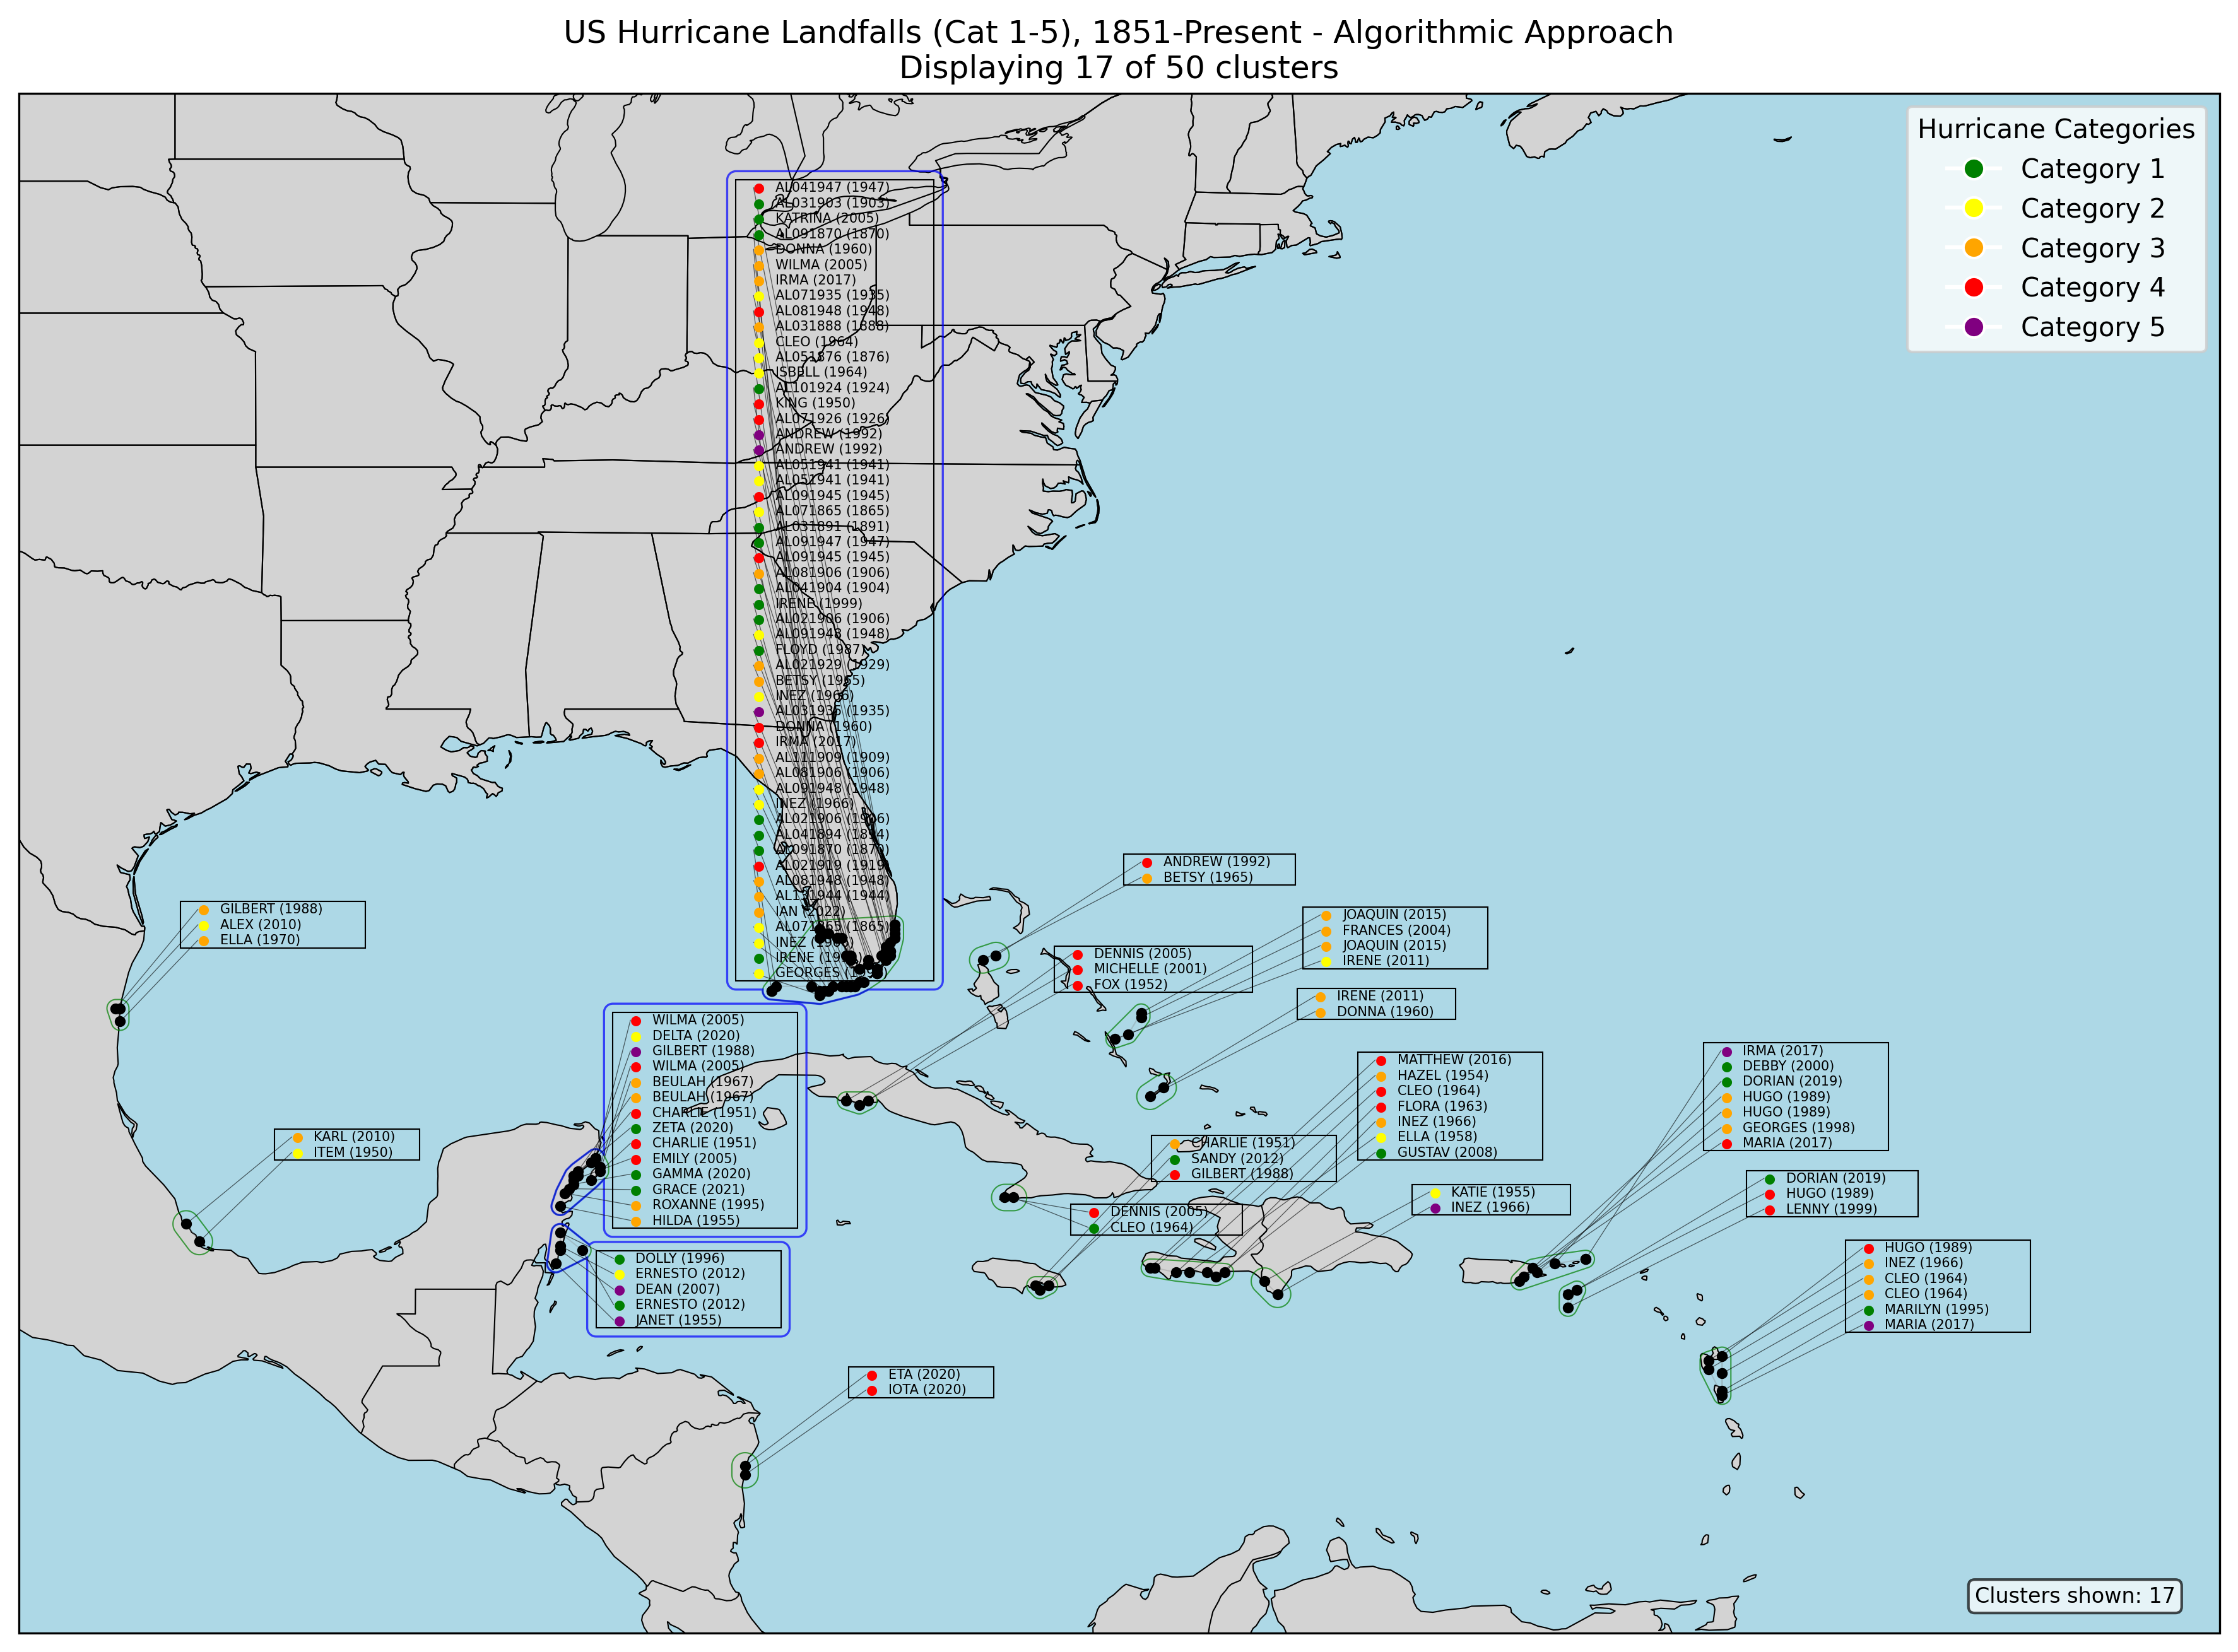 US Hurricane Landfalls (Cat 1-5), 1851-Present - Algorithmic Approach
Displaying 17 of 50 clusters
Hurricane Categories
Category 1
Category 2
Category 3
Category 4
Category 5
AL041947 (1947)
AL031903 (1903)
KATRINA (2005)
AL091870 (1870)
DONNA (1960)
WILMA (2005)
IRMA (2017)
AL071935 (1935)
AL081948 (1948)
AL031888 (1888)
CLEO (1964)
AL051876 (1876)
ISBELL (1964)
AL101924 (1924)
KING (1950)
AL071926 (1926)
ANDREW (1992)
ANDREW (1992)
AL051941 (1941)
AL051941 (1941)
AL091945 (1945)
AL071865 (1865)
AL031891 (1891)
AL091947 (1947)
AL091945 (1945)
AL081906 (1906)
AL041904 (1904)
IRENE (1999)
AL021906 (1906)
AL091948 (1948)
FLOYD (1987)
AL021929 (1929)
BETSY (1965)
INEZ (1966)
AL031935 (1935)
DONNA (1960)
IRMA (2017)
AL111909 (1909)
AL081906 (1906)
AL091948 (1948)
INEZ (1966)
AL021906 (1906)
AL041894 (1894)
AL091870 (1870)
AL021919 (1919)
AL081948 (1948)
AL131944 (1944)
IAN (2022)
AL071865 (1865)
INEZ (1966)
IRENE (1999)
GEORGES (1998)
ANDREW (1992)
BETSY (1965)
GILBERT (1988)
ALEX (2010)
ELLA (1970)
JOAQUIN (2015)
FRANCES (2004)
JOAQUIN (2015)
IRENE (2011)
DENNIS (2005)
MICHELLE (2001)
FOX (1952)
IRENE (2011)
DONNA (1960)
WILMA (2005)
DELTA (2020)
GILBERT (1988)
WILMA (2005)
BEULAH (1967)
BEULAH (1967)
CHARLIE (1951)
ZETA (2020)
CHARLIE (1951)
EMILY (2005)
GAMMA (2020)
GRACE (2021)
ROXANNE (1995)
HILDA (1955)
MATTHEW (2016)
HAZEL (1954)
CLEO (1964)
FLORA (1963)
INEZ (1966)
ELLA (1958)
GUSTAV (2008)
IRMA (2017)
DEBBY (2000)
DORIAN (2019)
HUGO (1989)
HUGO (1989)
GEORGES (1998)
MARIA (2017)
KARL (2010)
ITEM (1950)
CHARLIE (1951)
SANDY (2012)
GILBERT (1988)
DORIAN (2019)
HUGO (1989)
LENNY (1999)
KATIE (1955)
INEZ (1966)
DENNIS (2005)
CLEO (1964)
HUGO (1989)
INEZ (1966)
CLEO (1964)
CLEO (1964)
MARILYN (1995)
MARIA (2017)
DOLLY (1996)
ERNESTO (2012)
DEAN (2007)
ERNESTO (2012)
JANET (1955)
ETA (2020)
IOTA (2020)
Clusters shown: 17